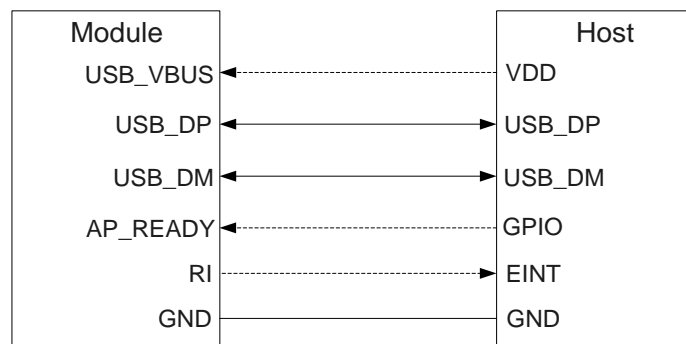 Module Host
USB_VBUS VDD
USB_DP USB_DP
USB_DM USB_DM
AP_READY GPIO
RI EINT
GND GND